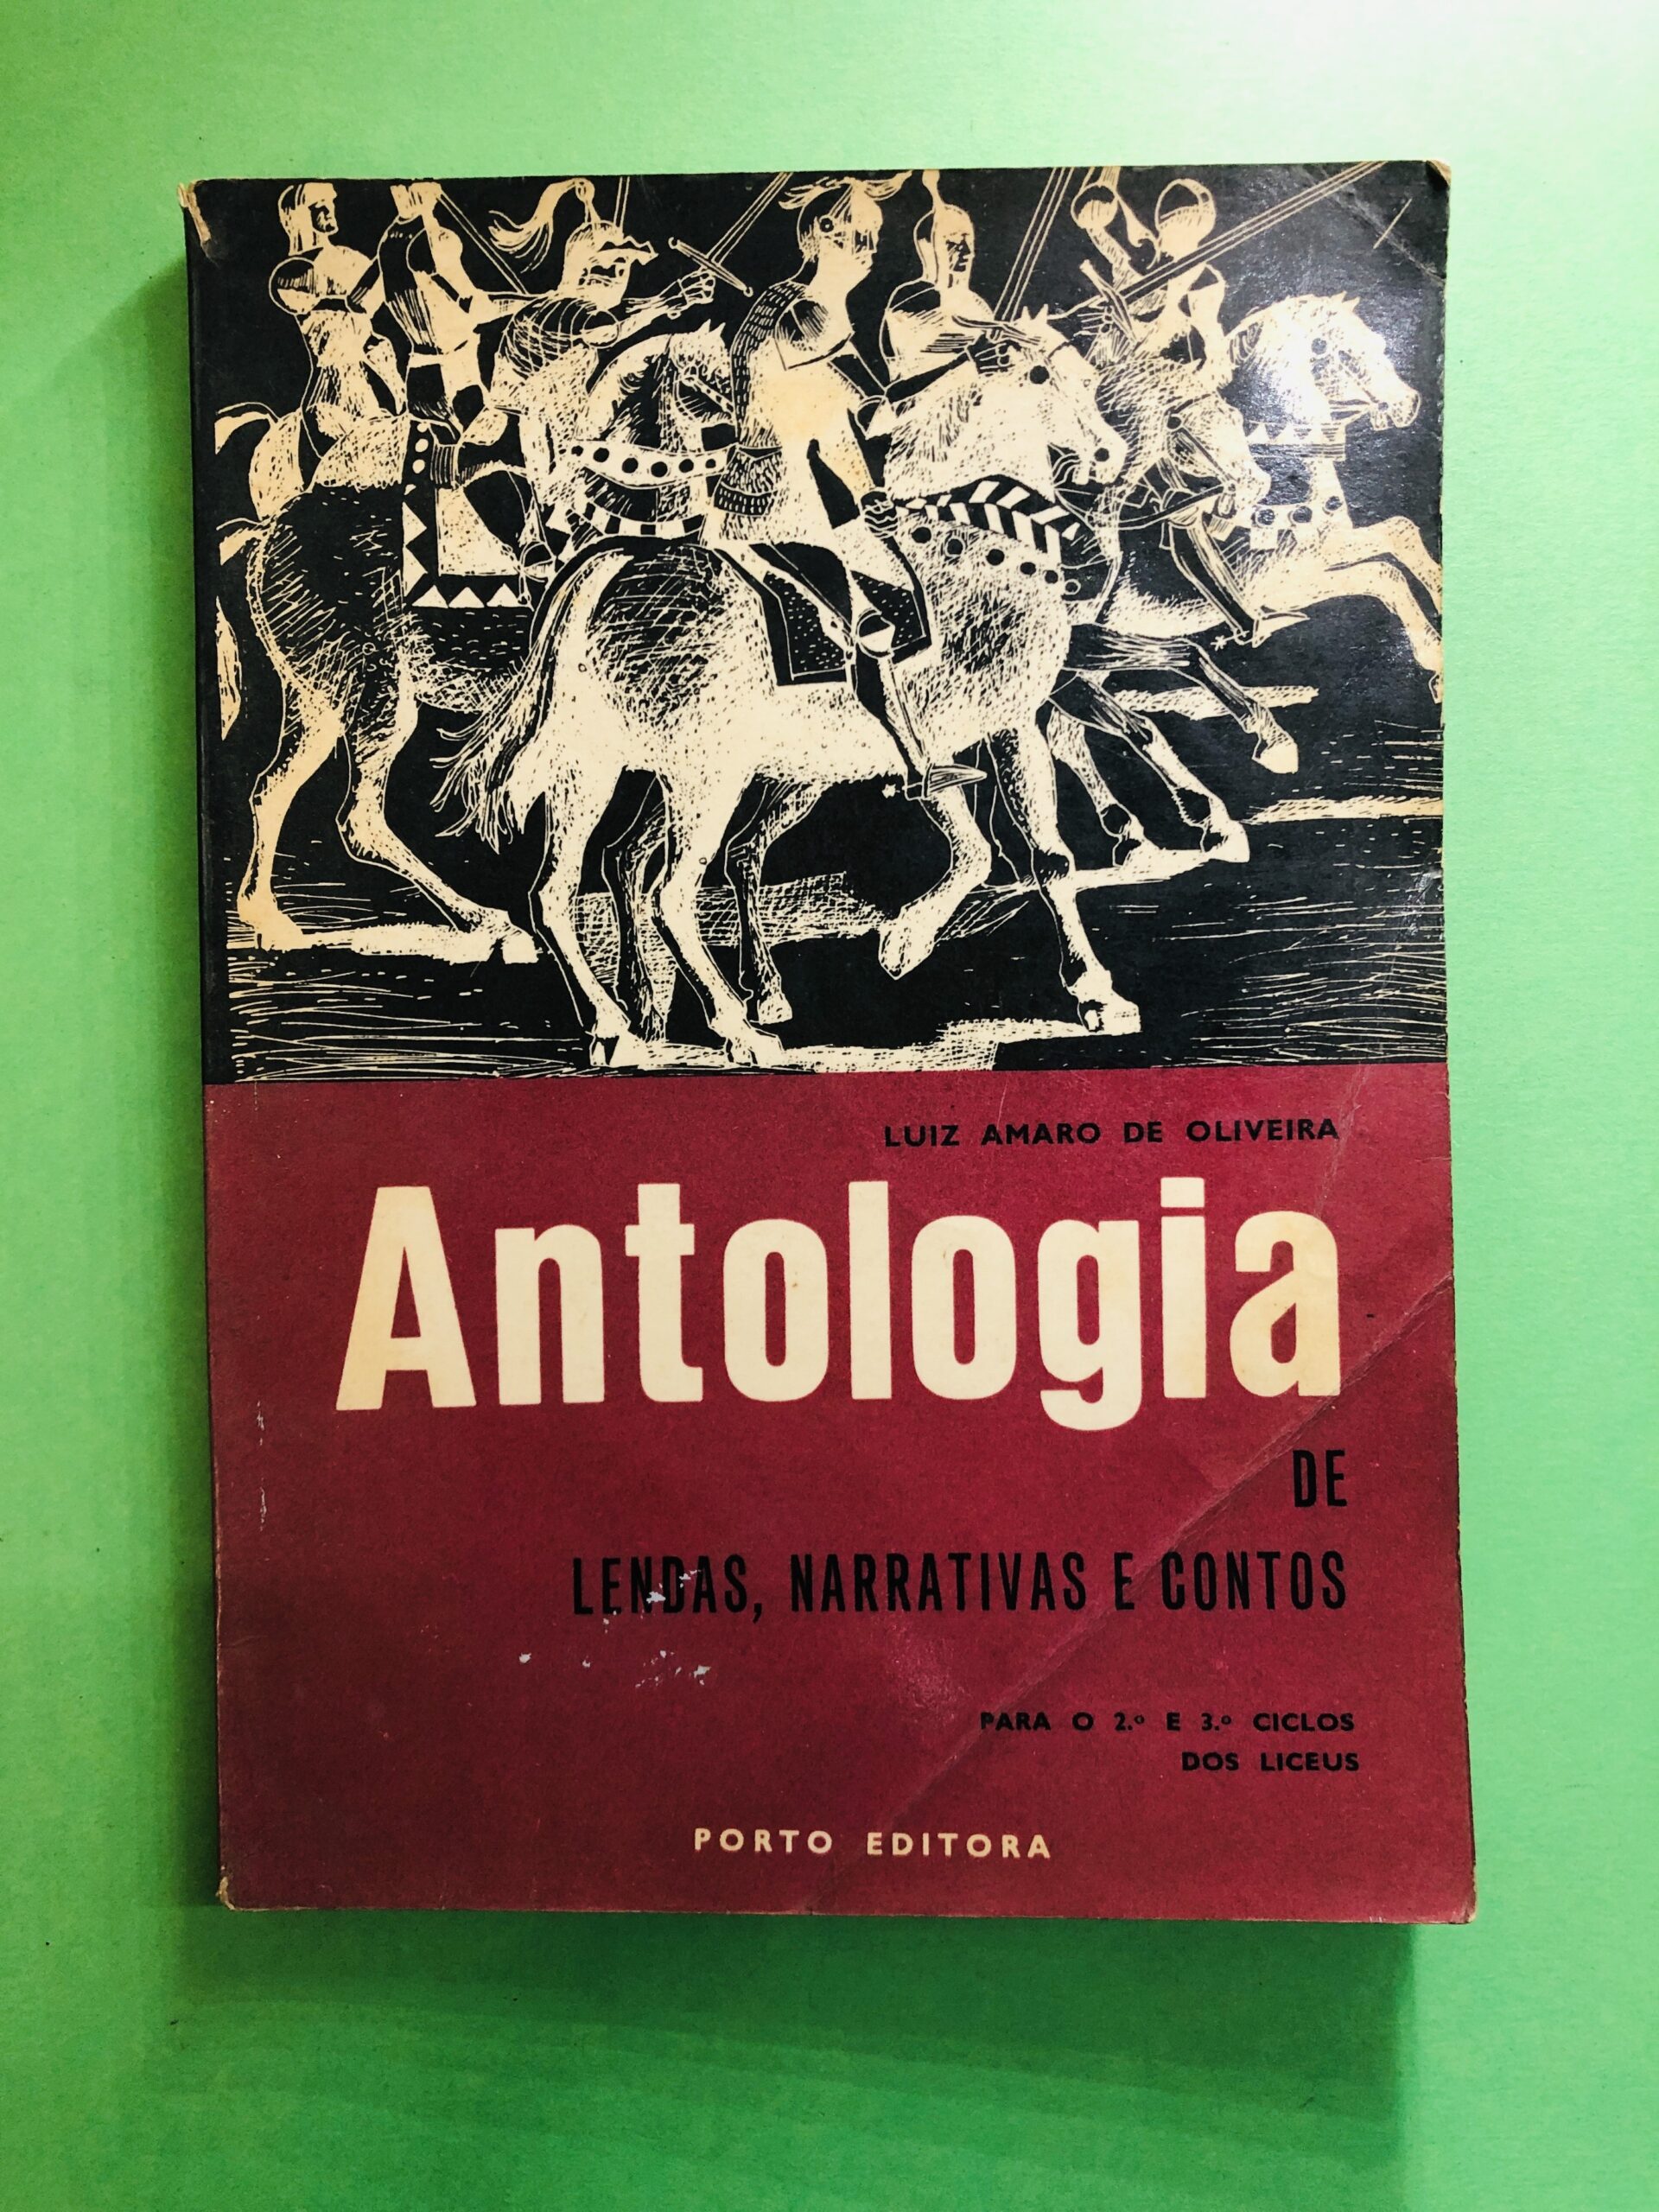 LUIZ AMARO DE OLIVEIRA
Antologia
DE
LENDAS, NARRATIVAS E CONTOS
PARA O 2.º E 3.º CICLOS
DOS LICEUS
PORTO EDITORA